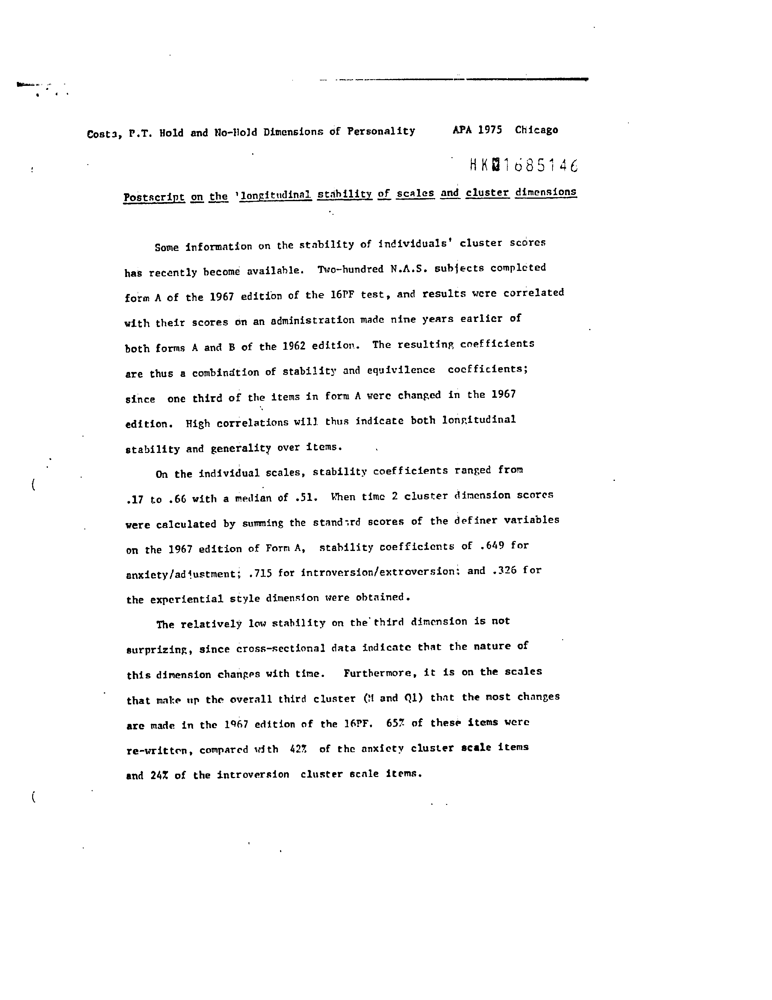 Costa, P.T. Hold and No-Hold Dimensions of Personality APA 1975 Chicago
HK01685146
Postscript on the 'longitudinal stability of scales and cluster dimensions
Some information on the stability of individuals' cluster scores
has recently become available. Two-hundred N.A.S. subjects completed
form A of the 1967 edition of the 16PF test, and results were correlated
with their scores on an administration made nine years earlier of
both forms A and B of the 1962 edition. The resulting coefficients
are thus a combination of stability and equivilence coefficients;
since one third of the items in form A were changed in the 1967
edition. High correlations will thus indicate both longitudinal
stability and generality over items.
On the individual scales, stability coefficients ranged from
.17 to .66 with a median of .51. When time 2 cluster dimension scores
were calculated by summing the standard scores of the definer variables
on the 1967 edition of Form A, stability coefficients of .649 for
anxiety/adjustment; .715 for introversion/extroversion; and .326 for
the experiential style dimension were obtained.
The relatively low stability on the third dimension is not
surprizing, since cross-sectional data indicate that the nature of
this dimension changes with time. Furthermore, it is on the scales
that make up the overall third cluster (M and Q1) that the most changes
are made in the 1967 edition of the 16PF. 65% of these items were
re-written, compared with 42% of the anxiety cluster scale items
and 24% of the introversion cluster scale items.